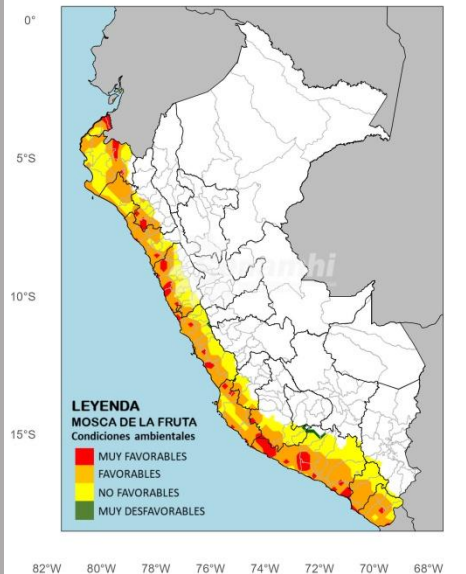 0°
5°S
10°S
15°S
senamhi
LEYENDA
MOSCA DE LA FRUTA
Condiciones ambientales
MUY FAVORABLES
FAVORABLES
NO FAVORABLES
MUY DESFAVORABLES
82°W 80°W 78°W 76°W 74°W 72°W 70°W 68°W